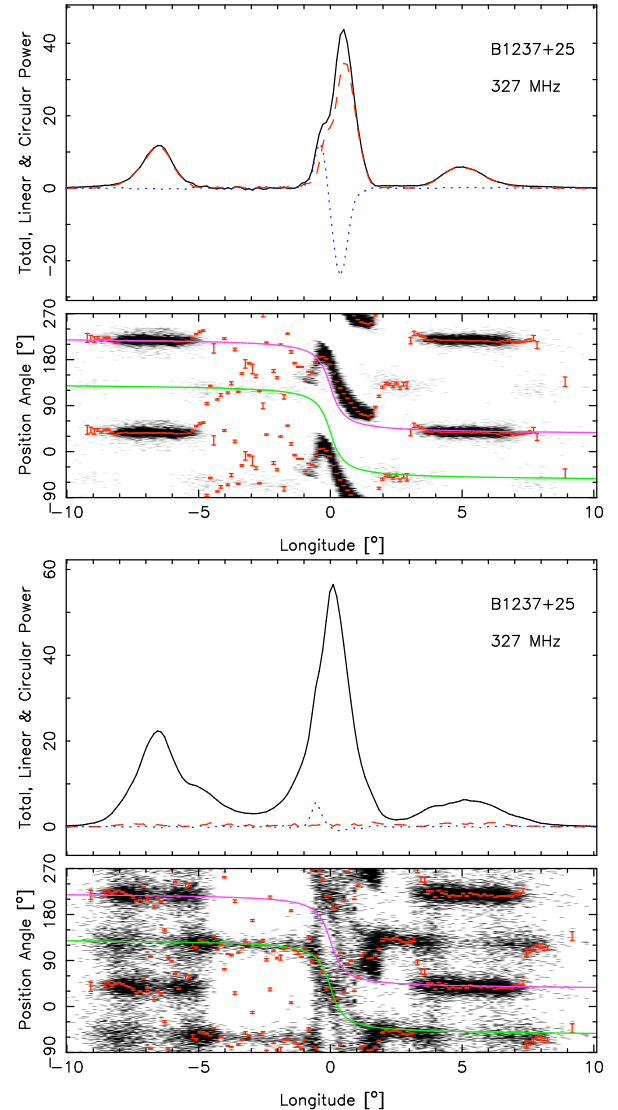 40
20
0
−20
Total, Linear & Circular Power
B1237+25
327 MHz
270
180
90
0
−90
Position Angle [°]
−10
−5
0
5
10
Longitude [°]
60
40
20
0
Total, Linear & Circular Power
B1237+25
327 MHz
270
180
90
0
−90
Position Angle [°]
−10
−5
0
5
10
Longitude [°]